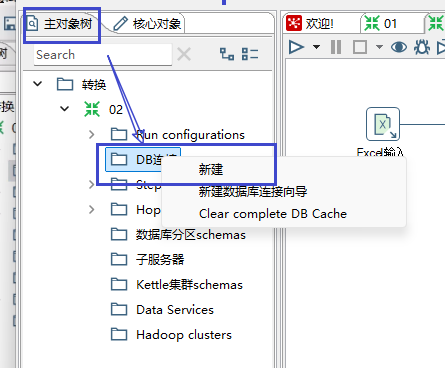 主对象树 核心对象 欢迎! 01
Search
转换
02
Run configurations
DB连接
新建
Excel输入
Step
新建数据库连接向导
Hop
Clear complete DB Cache
数据库分区schemas
子服务器
Kettle集群schemas
Data Services
Hadoop clusters
树
转换